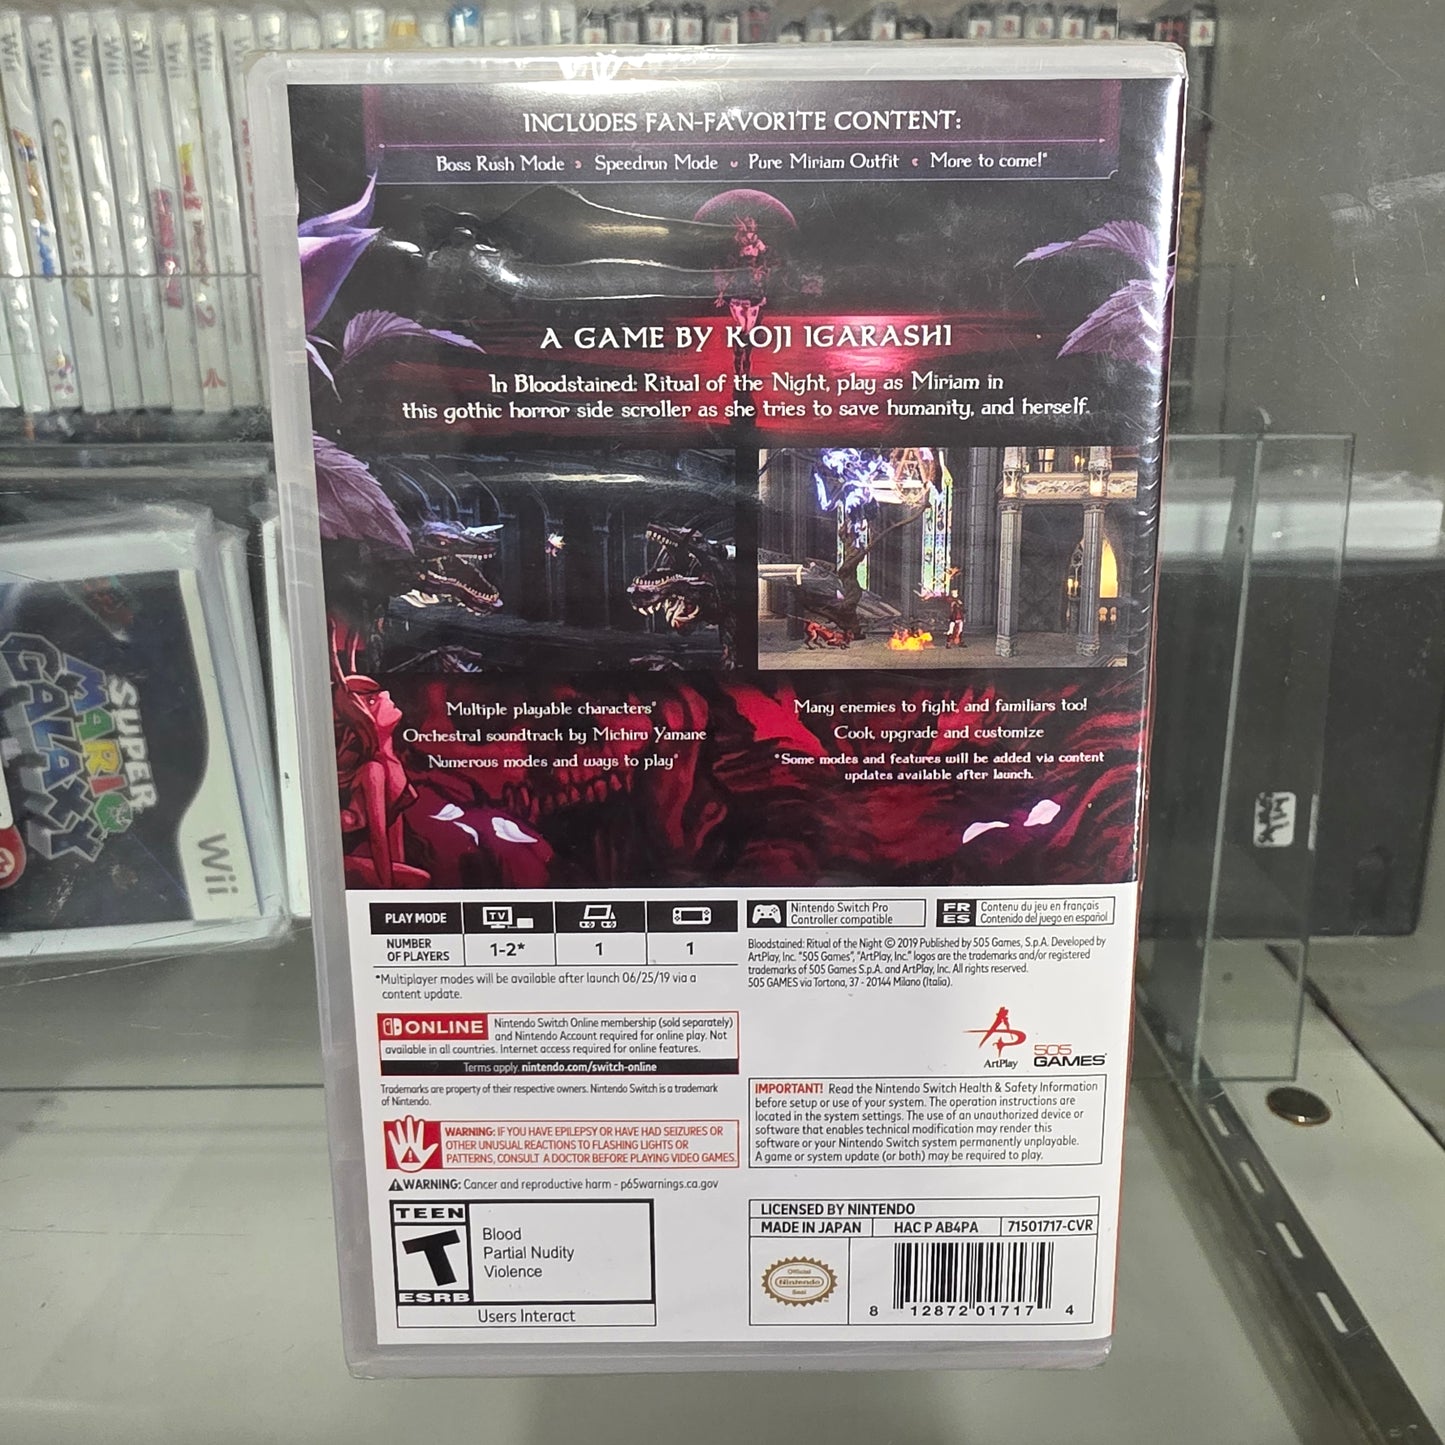 INCLUDES FAN-FAVORITE CONTENT:
Boss Rush Mode Speedrun Mode Pure Miriam Outfit More to come!*
A GAME BY KOJI IGARASHI
In Bloodstained: Ritual of the Night, play as Miriam in
this gothic horror side scroller as she tries to save humanity, and herself.
Multiple playable characters*
Orchestral soundtrack by Michiru Yamane
Numerous modes and ways to play*
Many enemies to fight, and familiars too!
Cook, upgrade and customize
*Some modes and features will be added via content
updates available after launch.
PLAY MODE
TV
NUMBER
OF PLAYERS
1-2* 1 1
*Multiplayer modes will be available after launch 06/25/19 via a
content update.
Nintendo Switch Pro
Controller compatible
FR
ES
Contenu du jeu en français
Contenido del juego en español
Bloodstained: Ritual of the Night © 2019 Published by 505 Games, S.p.A. Developed by
ArtPlay, Inc. "505 Games", "ArtPlay, Inc." logos are the trademarks and/or registered
trademarks of 505 Games S.p.A. and ArtPlay, Inc. All rights reserved.
505 GAMES via Tortona, 37 - 20144 Milano (Italia).
ONLINE
Nintendo Switch Online membership (sold separately)
and Nintendo Account required for online play. Not
available in all countries. Internet access required for online features.
Terms apply. nintendo.com/switch-online
Trademarks are property of their respective owners. Nintendo Switch is a trademark
of Nintendo.
ArtPlay
505
GAMES
WARNING: IF YOU HAVE EPILEPSY OR HAVE HAD SEIZURES OR
OTHER UNUSUAL REACTIONS TO FLASHING LIGHTS OR
PATTERNS, CONSULT A DOCTOR BEFORE PLAYING VIDEO GAMES.
WARNING: Cancer and reproductive harm - p65warnings.ca.gov
IMPORTANT! Read the Nintendo Switch Health & Safety Information
before setup or use of your system. The operation instructions are
located in the system settings. The use of an unauthorized device or
software that enables technical modification may render this
software or your Nintendo Switch system permanently unplayable.
A game or system update (or both) may be required to play.
TEEN
T
ESRB
Blood
Partial Nudity
Violence
Users Interact
LICENSED BY NINTENDO
MADE IN JAPAN HAC P AB4PA 71501717-CVR
Official
Nintendo
Seal
8 12872 01717 4
SUPER
MARIO
GALAXY
Wii
Wii
Wii
Wii
Wii
Wii